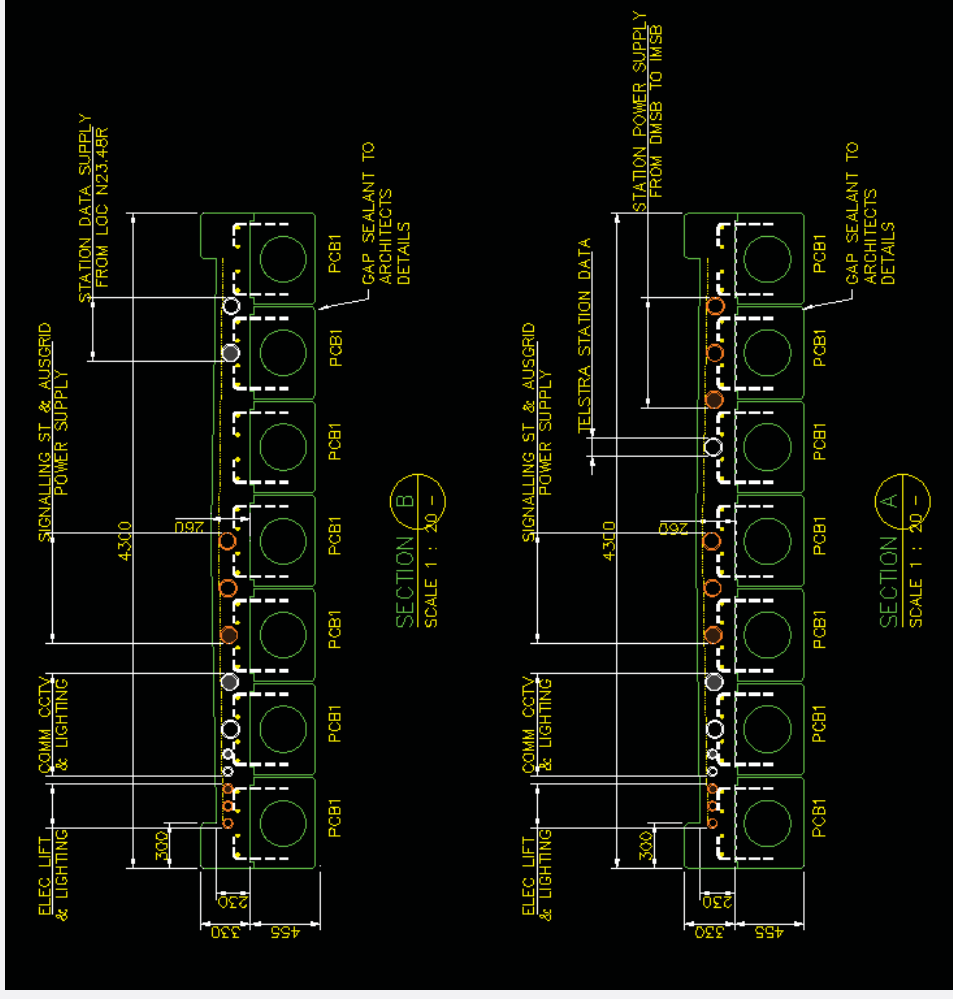 STATION DATA SUPPLY
FROM LOC N23.48R
SIGNALLING ST & AUSGRID
POWER SUPPLY
COMM CCTV
& LIGHTING
ELEC LIFT
& LIGHTING
4300
260
300
230
330
455
PCB1
PCB1
PCB1
PCB1
PCB1
PCB1
PCB1
GAP SEALANT TO
ARCHITECTS
DETAILS
SECTION B
SCALE 1 : 20 -
STATION POWER SUPPLY
FROM DMSB TO IMSB
TELSTRA STATION DATA
SIGNALLING ST & AUSGRID
POWER SUPPLY
COMM CCTV
& LIGHTING
ELEC LIFT
& LIGHTING
4300
260
300
230
330
455
PCB1
PCB1
PCB1
PCB1
PCB1
PCB1
PCB1
GAP SEALANT TO
ARCHITECTS
DETAILS
SECTION A
SCALE 1 : 20 -